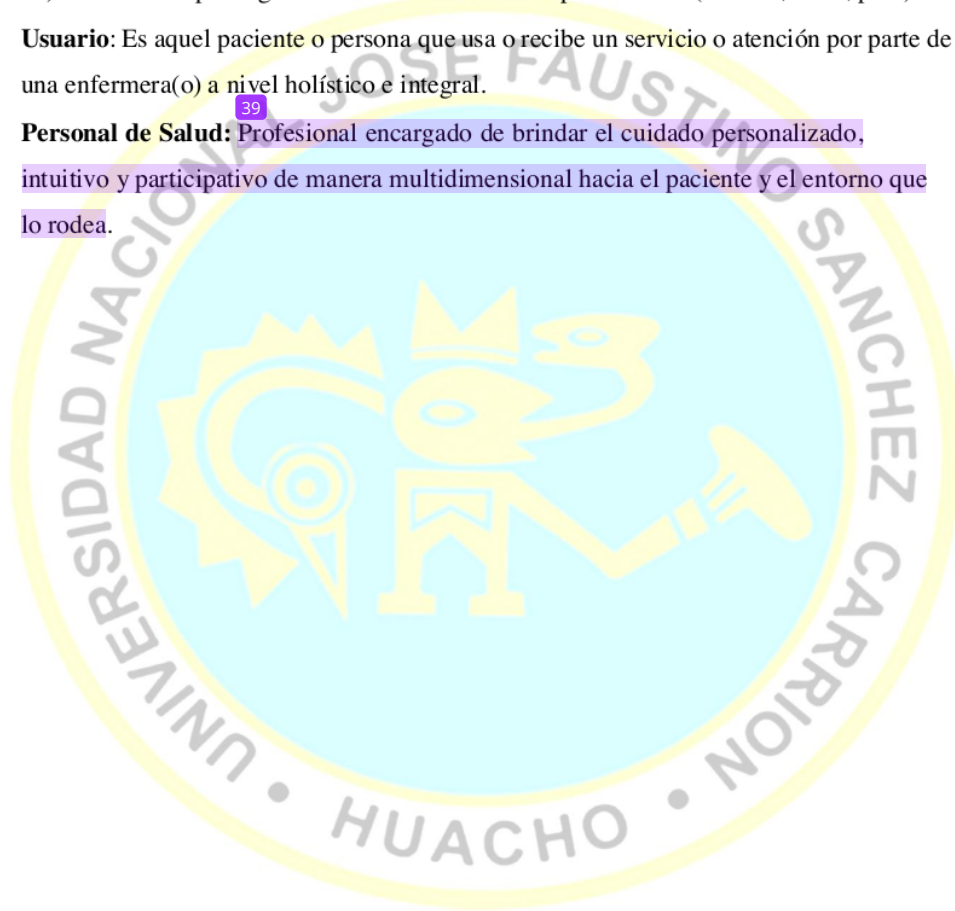 Usuario: Es aquel paciente o persona que usa o recibe un servicio o atención por parte de
una enfermera(o) a nivel holístico e integral.
39
Personal de Salud: Profesional encargado de brindar el cuidado personalizado,
intuitivo y participativo de manera multidimensional hacia el paciente y el entorno que
lo rodea.
UNIVERSIDAD NACIONAL JOSE FAUSTINO SANCHEZ CARRION
• HUACHO •